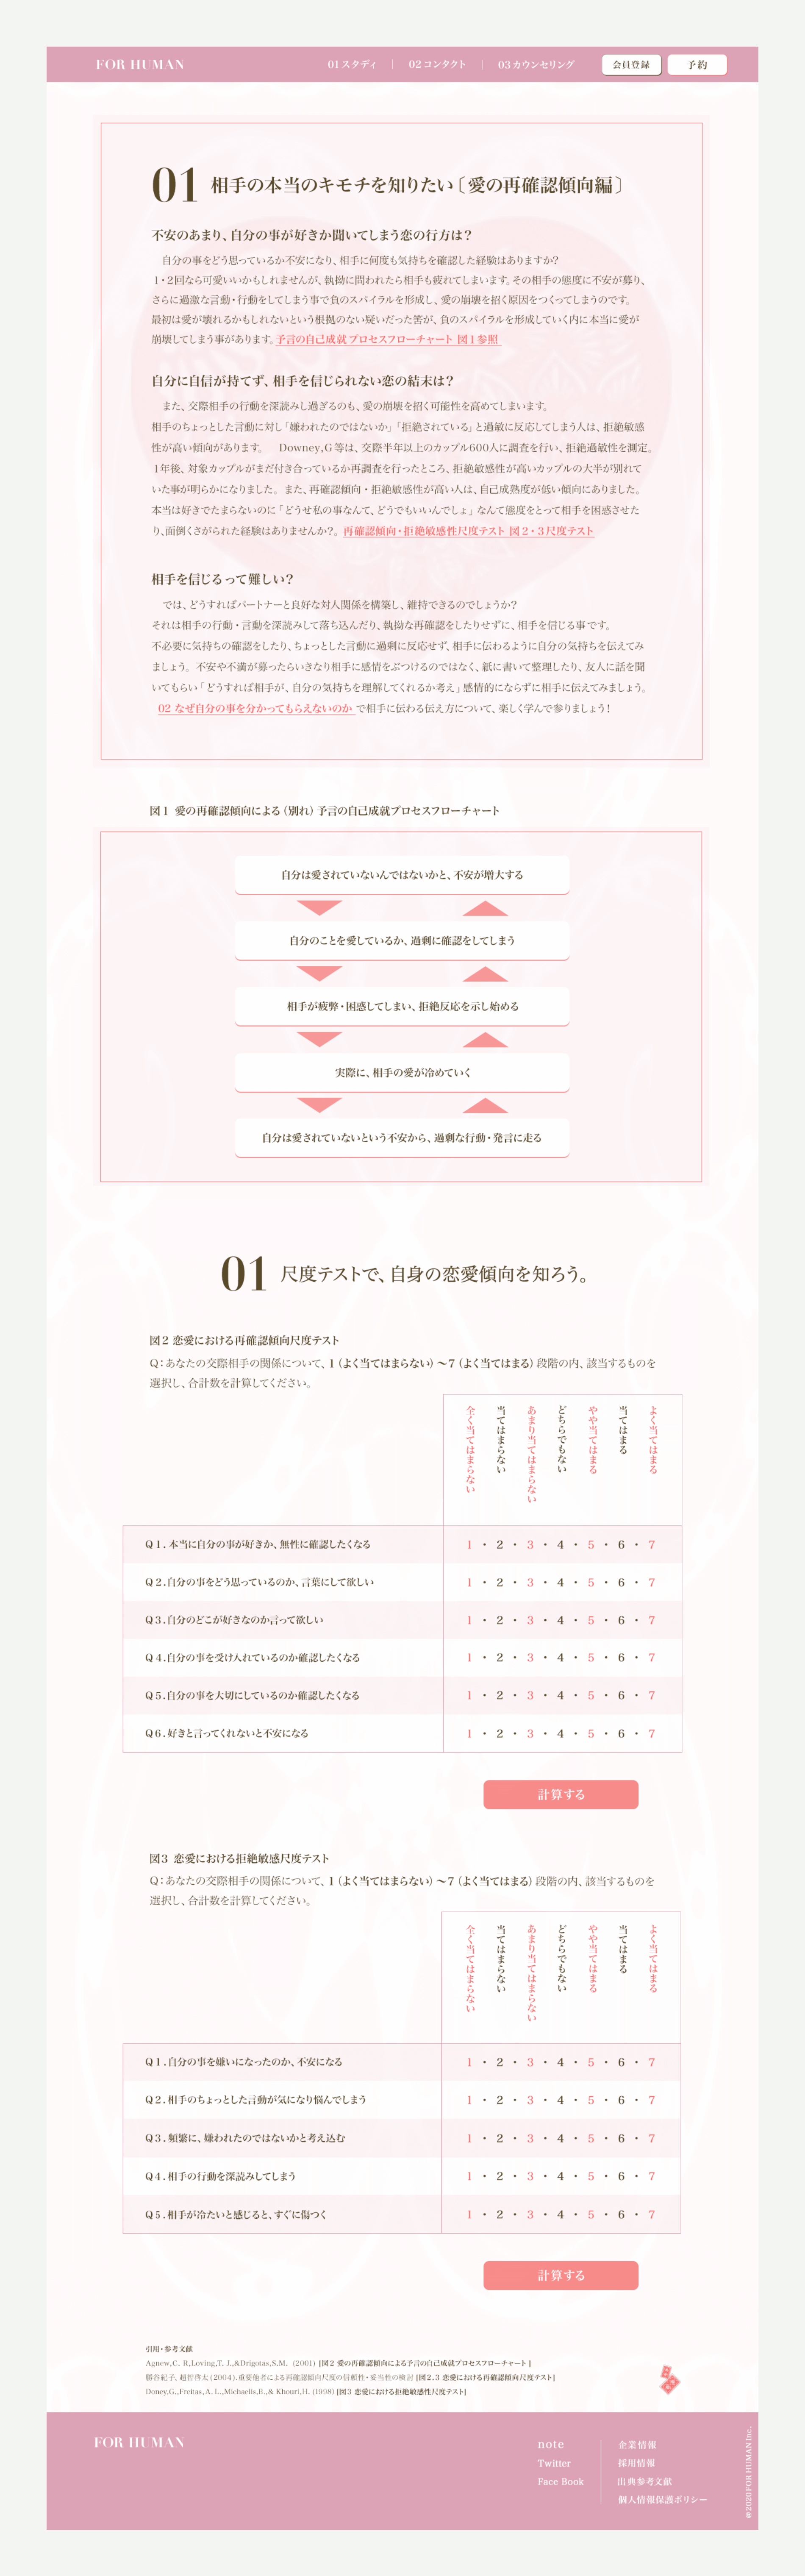 FOR HUMAN
01 スタディ
02 コンタクト
03 カウンセリング
会員登録
予約
01 相手の本当のキモチを知りたい〔愛の再確認傾向編〕
不安のあまり、自分の事が好きか聞いてしまう恋の行方は？
自分の事をどう思っているか不安になり、相手に何度も気持ちを確認した経験はありますか？
1・2回なら可愛いいかもしれませんが、執拗に問われたら相手も疲れてしまいます。その相手の態度に不安が募り、
さらに過激な言動・行動をしてしまう事で負のスパイラルを形成し、愛の崩壊を招く原因をつくってしまうのです。
最初は愛が壊れるかもしれないという根拠のない疑いだった筈が、負のスパイラルを形成していく内に本当に愛が
崩壊してしまう事があります。予言の自己成就 プロセスフローチャート 図1参照
自分に自信が持てず、相手を信じられない恋の結末は？
また、交際相手の行動を深読みし過ぎるのも、愛の崩壊を招く可能性を高めてしまいます。
相手のちょっとした言動に対し「嫌われたのではないか」「拒絶されている」と過敏に反応してしまう人は、拒絶敏感
性が高い傾向があります。 Downey,G 等は、交際半年以上のカップル600人に調査を行い、拒絶過敏性を測定。
1年後、対象カップルがまだ付き合っているか再調査を行ったところ、拒絶敏感性が高いカップルの大半が別れて
いた事が明らかになりました。また、再確認傾向・拒絶敏感性が高い人は、自己成熟度が低い傾向にありました。
本当は好きでたまらないのに「どうせ私の事なんて、どうでもいいんでしょ」なんて態度をとって相手を困惑させた
り、面倒くさがられた経験はありませんか？。再確認傾向・拒絶敏感性尺度テスト 図2・3尺度テスト
相手を信じるって難しい？
では、どうすればパートナーと良好な対人関係を構築し、維持できるのでしょうか？
それは相手の行動・言動を深読みして落ち込んだり、執拗な再確認をしたりせずに、相手を信じる事です。
不必要に気持ちの確認をしたり、ちょっとした言動に過剰に反応せず、相手に伝わるように自分の気持ちを伝えてみ
ましょう。不安や不満が募ったらいきなり相手に感情をぶつけるのではなく、紙に書いて整理したり、友人に話を聞
いてもらい「どうすれば相手が、自分の気持ちを理解してくれるか考え」感情的にならずに相手に伝えてみましょう。
02 なぜ自分の事を分かってもらえないのか で相手に伝わる伝え方について、楽しく学んで参りましょう！
図1 愛の再確認傾向による（別れ）予言の自己成就プロセスフローチャート
自分は愛されていないんではないかと、不安が増大する
自分のことを愛しているか、過剰に確認をしてしまう
相手が疲弊・困惑してしまい、拒絶反応を示し始める
実際に、相手の愛が冷めていく
自分は愛されていないという不安から、過剰な行動・発言に走る
01 尺度テストで、自身の恋愛傾向を知ろう。
図2 恋愛における再確認傾向尺度テスト
Q：あなたの交際相手の関係について、1（よく当てはまらない）〜7（よく当てはまる）段階の内、該当するものを
選択し、合計数を計算してください。
全く当てはまらない
当てはまらない
あまり当てはまらない
どちらでもない
やや当てはまる
当てはまる
よく当てはまる
Q1. 本当に自分の事が好きか、無性に確認したくなる 1 ・ 2 ・ 3 ・ 4 ・ 5 ・ 6 ・ 7
Q2.自分の事をどう思っているのか、言葉にして欲しい 1 ・ 2 ・ 3 ・ 4 ・ 5 ・ 6 ・ 7
Q3.自分のどこが好きなのか言って欲しい 1 ・ 2 ・ 3 ・ 4 ・ 5 ・ 6 ・ 7
Q4.自分の事を受け入れているのか確認したくなる 1 ・ 2 ・ 3 ・ 4 ・ 5 ・ 6 ・ 7
Q5.自分の事を大切にしているのか確認したくなる 1 ・ 2 ・ 3 ・ 4 ・ 5 ・ 6 ・ 7
Q6.好きと言ってくれないと不安になる 1 ・ 2 ・ 3 ・ 4 ・ 5 ・ 6 ・ 7
計算する
図3 恋愛における拒絶敏感尺度テスト
Q：あなたの交際相手の関係について、1（よく当てはまらない）〜7（よく当てはまる）段階の内、該当するものを
選択し、合計数を計算してください。
全く当てはまらない
当てはまらない
あまり当てはまらない
どちらでもない
やや当てはまる
当てはまる
よく当てはまる
Q1.自分の事を嫌いになったのか、不安になる 1 ・ 2 ・ 3 ・ 4 ・ 5 ・ 6 ・ 7
Q2.相手のちょっとした言動が気になり悩んでしまう 1 ・ 2 ・ 3 ・ 4 ・ 5 ・ 6 ・ 7
Q3.頻繁に、嫌われたのではないかと考え込む 1 ・ 2 ・ 3 ・ 4 ・ 5 ・ 6 ・ 7
Q4.相手の行動を深読みしてしまう 1 ・ 2 ・ 3 ・ 4 ・ 5 ・ 6 ・ 7
Q5.相手が冷たいと感じると、すぐに傷つく 1 ・ 2 ・ 3 ・ 4 ・ 5 ・ 6 ・ 7
計算する
引用・参考文献
Agnew,C. R,Loving,T. J.,&Drigotas,S.M. (2001) [図2 愛の再確認傾向による予言の自己成就プロセスフローチャート ]
勝谷紀子、超智啓太(2004).重要他者による再確認傾向尺度の信頼性・妥当性の検討 [図2.3 恋愛における再確認傾向尺度テスト]
Doney,G.,Freitas,A. L.,Michaelis,B.,& Khouri,H. (1998) [図3 恋愛における拒絶敏感性尺度テスト]
FOR HUMAN
note
Twitter
Face Book
企業情報
採用情報
出典参考文献
個人情報保護ポリシー
@2020FOR HUMAN Inc.